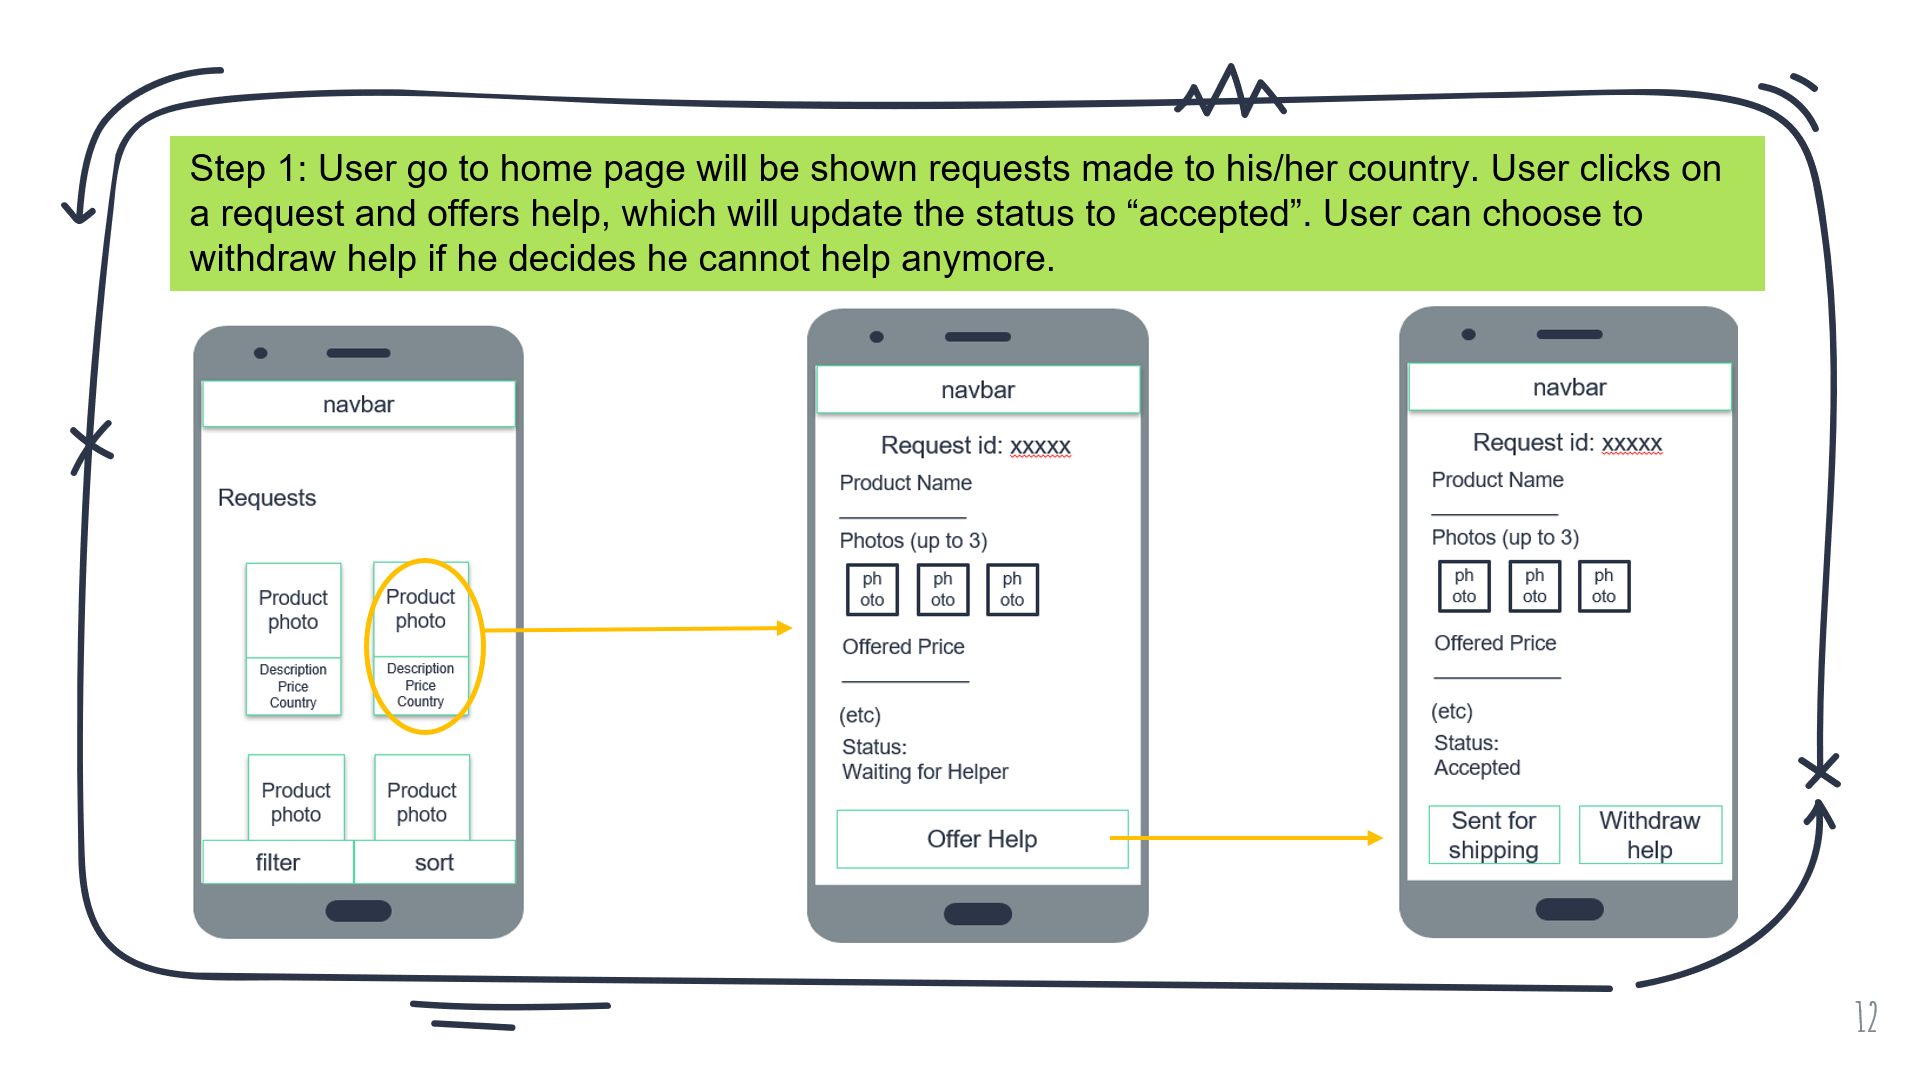 Step 1: User go to home page will be shown requests made to his/her country. User clicks on
a request and offers help, which will update the status to “accepted”. User can choose to
withdraw help if he decides he cannot help anymore.
navbar
Requests
Product
photo
Description
Price
Country
Product
photo
Description
Price
Country
Product
photo
Product
photo
filter
sort
navbar
Request id: xxxxx
Product Name
Photos (up to 3)
ph
oto
ph
oto
ph
oto
Offered Price
(etc)
Status:
Waiting for Helper
Offer Help
navbar
Request id: xxxxx
Product Name
Photos (up to 3)
ph
oto
ph
oto
ph
oto
Offered Price
(etc)
Status:
Accepted
Sent for
shipping
Withdraw
help
12